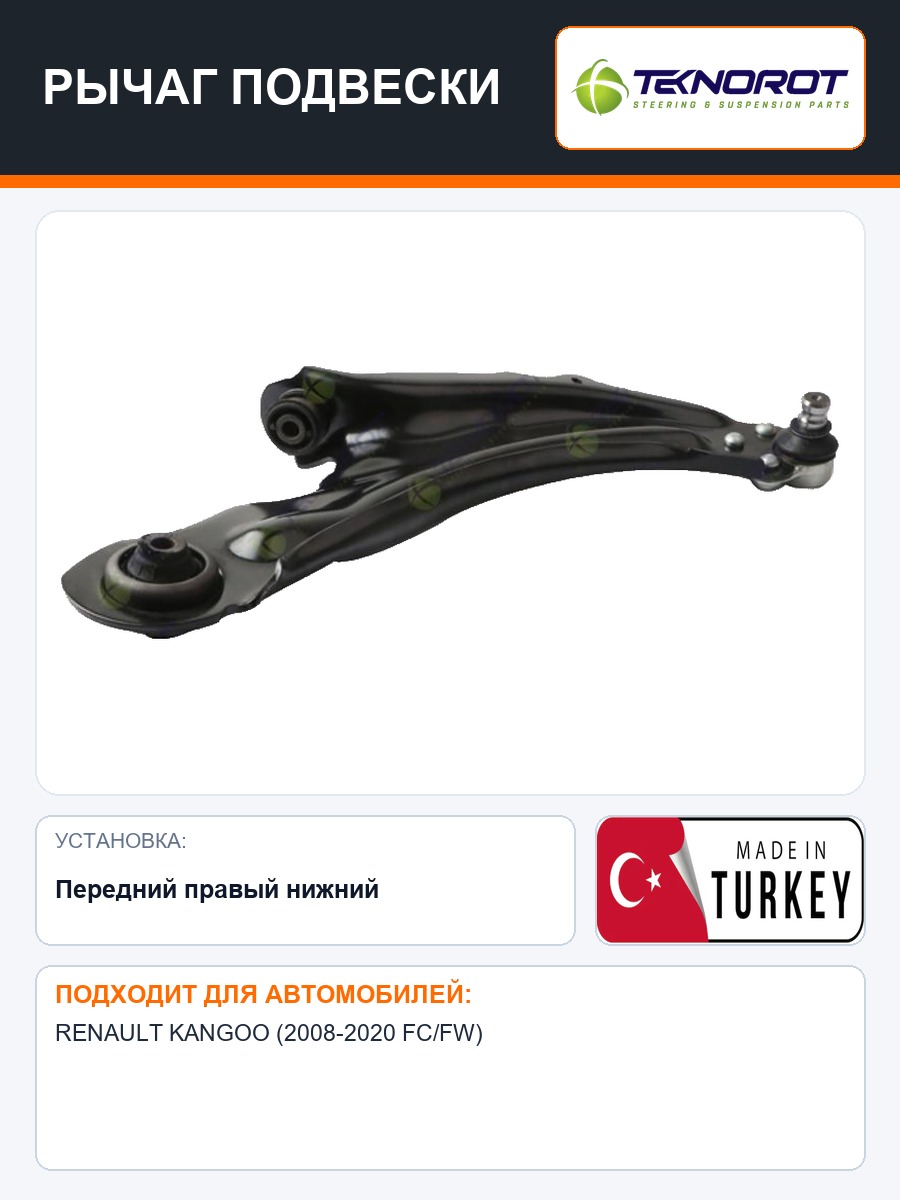 РЫЧАГ ПОДВЕСКИ
TEKNOROT
STEERING & SUSPENSION PARTS
УСТАНОВКА:
Передний правый нижний
MADE IN
TURKEY
ПОДХОДИТ ДЛЯ АВТОМОБИЛЕЙ:
RENAULT KANGOO (2008-2020 FC/FW)